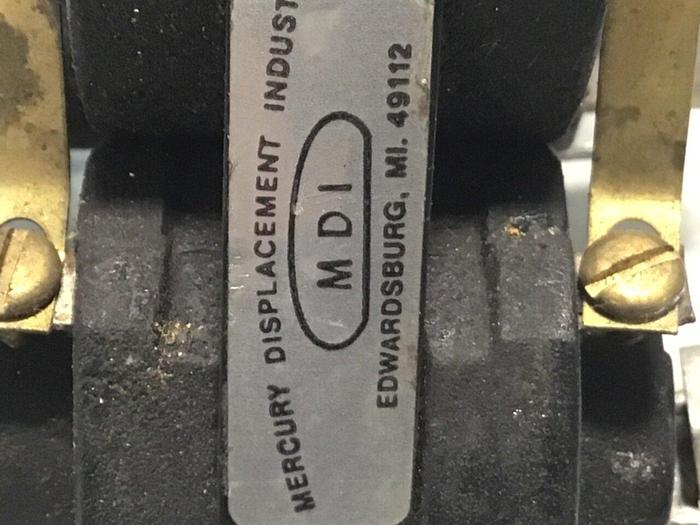 MERCURY DISPLACEMENT INDUST
MDI
EDWARDSBURG, MI. 49112